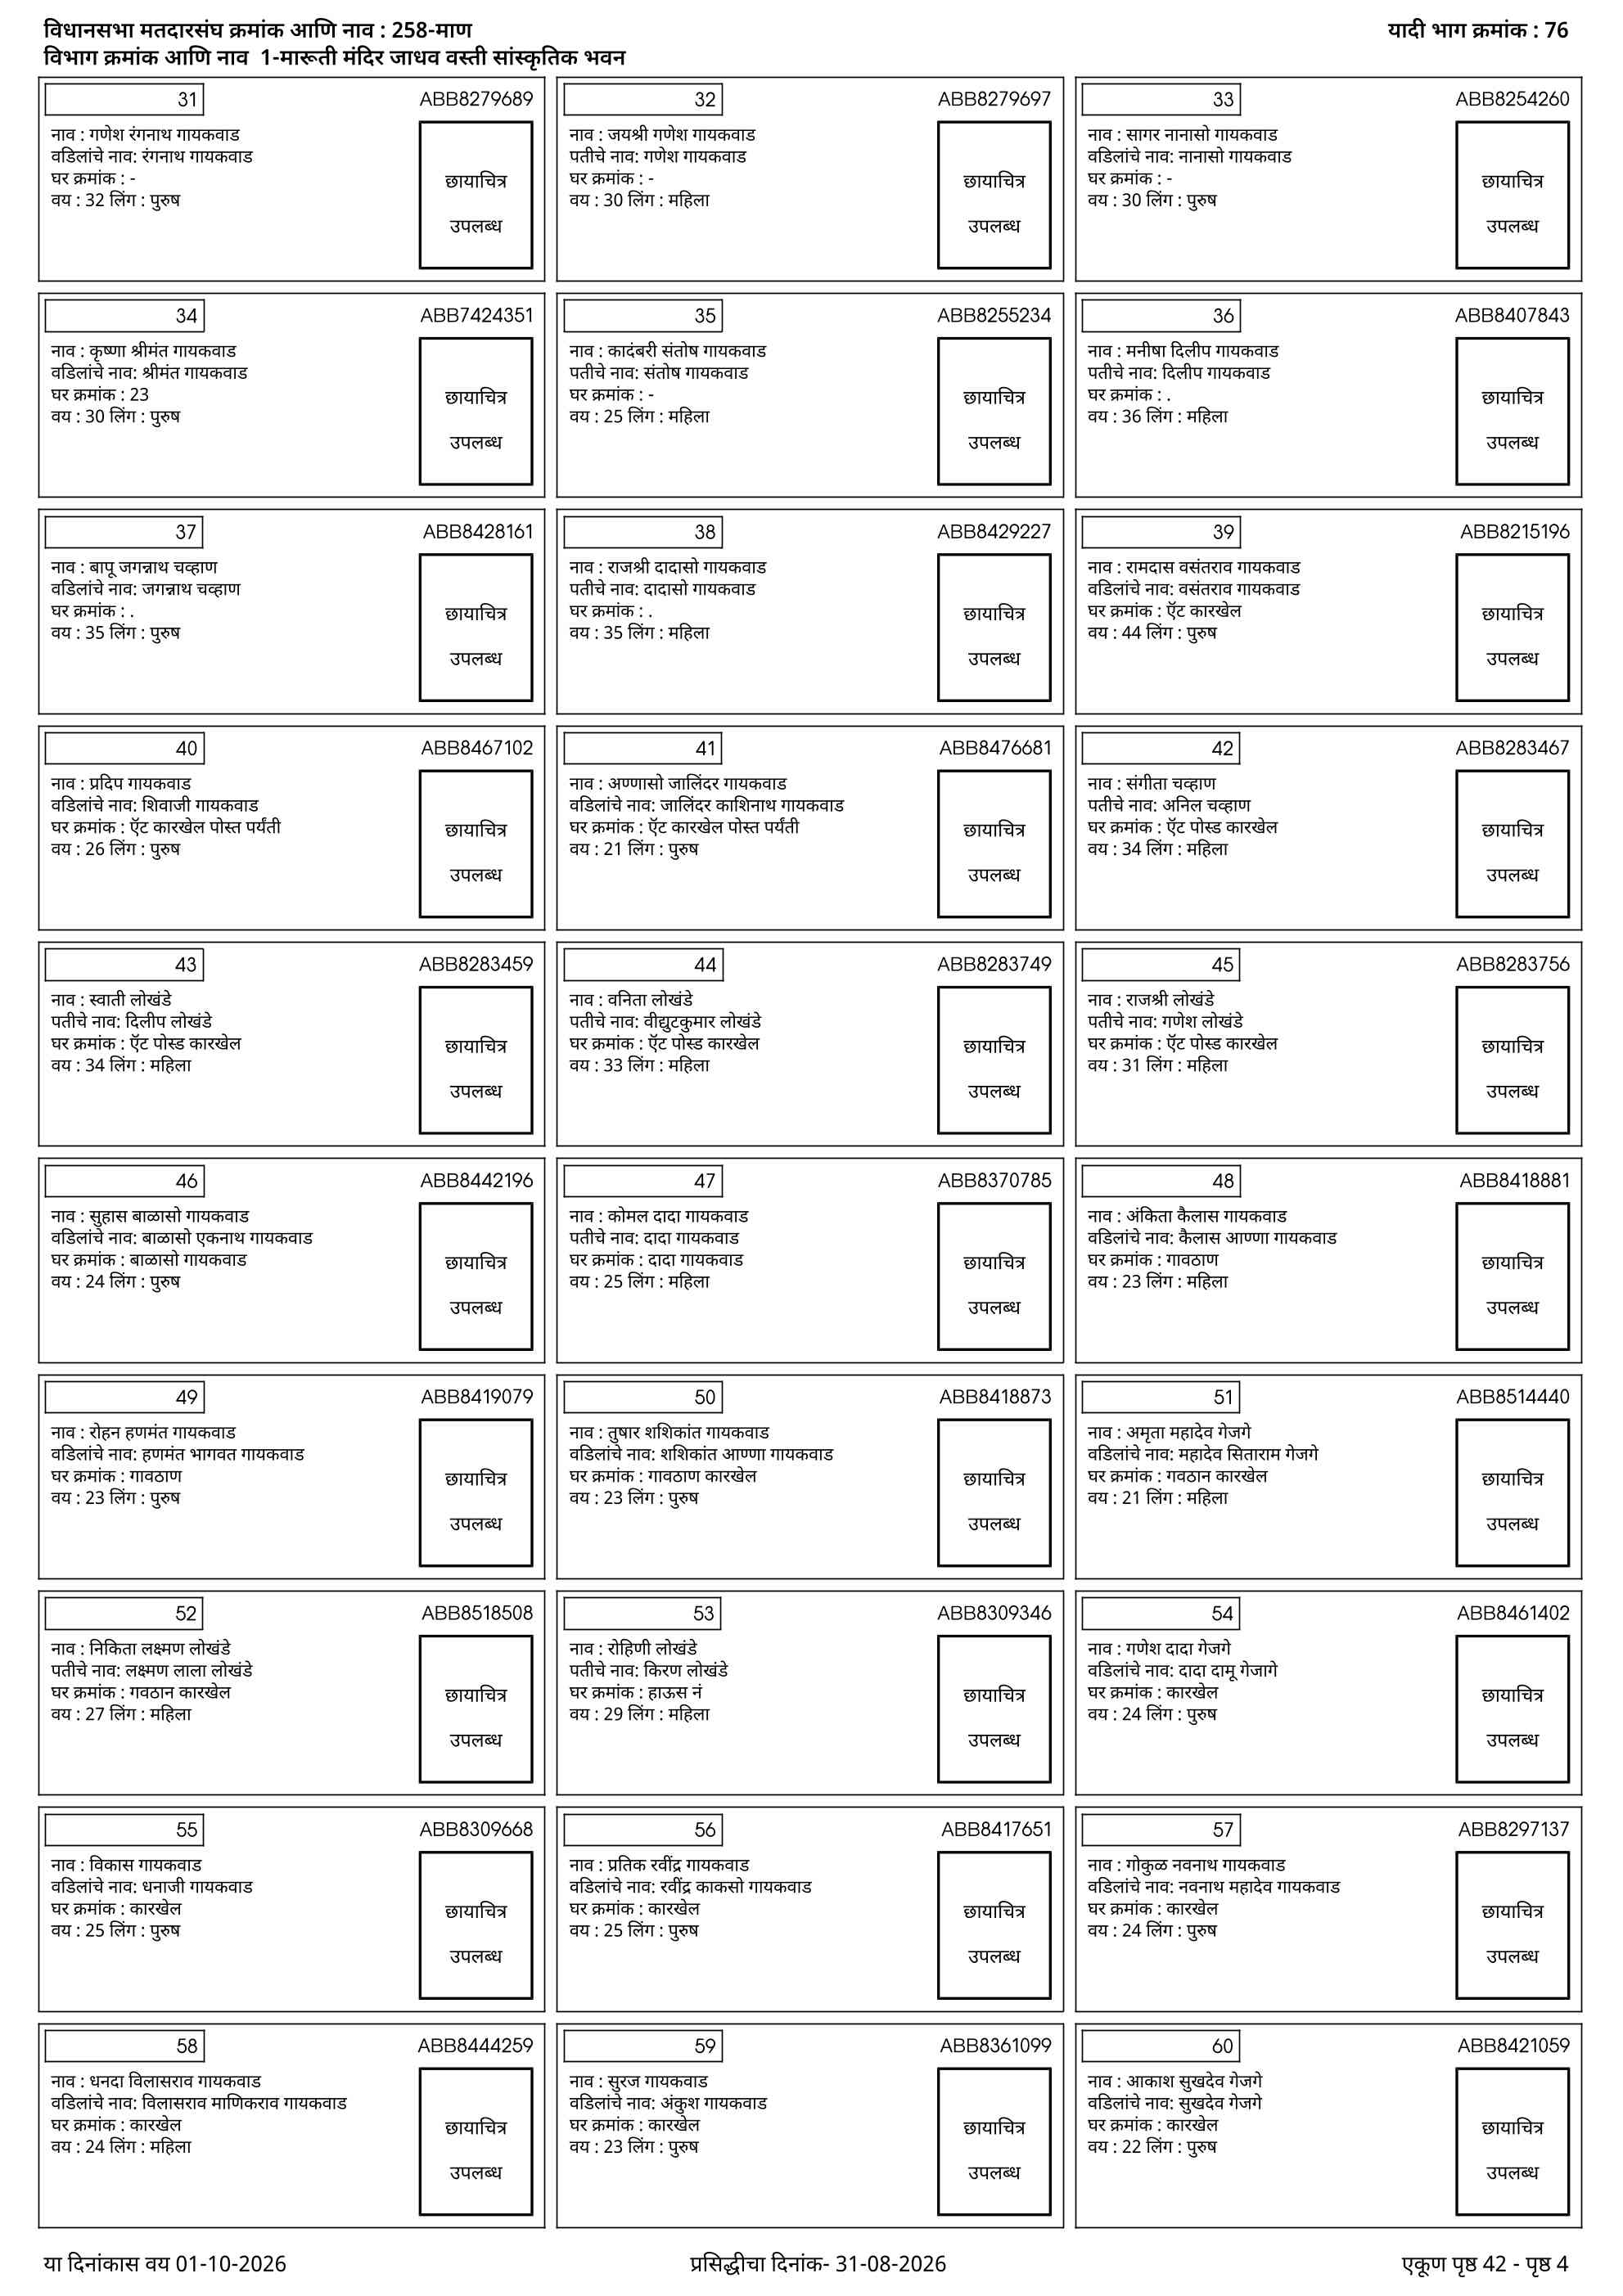 विधानसभा मतदारसंघ क्रमांक आणि नाव : 258-माण
यादी भाग क्रमांक : 76
विभाग क्रमांक आणि नाव 1-मारूती मंदिर जाधव वस्ती सांस्कृतिक भवन
31 ABB8279689
नाव : गणेश रंगनाथ गायकवाड
वडिलांचे नाव: रंगनाथ गायकवाड
घर क्रमांक : -
वय : 32 लिंग : पुरुष
छायाचित्र
उपलब्ध
32 ABB8279697
नाव : जयश्री गणेश गायकवाड
पतीचे नाव: गणेश गायकवाड
घर क्रमांक : -
वय : 30 लिंग : महिला
छायाचित्र
उपलब्ध
33 ABB8254260
नाव : सागर नानासो गायकवाड
वडिलांचे नाव: नानासो गायकवाड
घर क्रमांक : -
वय : 30 लिंग : पुरुष
छायाचित्र
उपलब्ध
34 ABB7424351
नाव : कृष्णा श्रीमंत गायकवाड
वडिलांचे नाव: श्रीमंत गायकवाड
घर क्रमांक : 23
वय : 30 लिंग : पुरुष
छायाचित्र
उपलब्ध
35 ABB8255234
नाव : कादंबरी संतोष गायकवाड
पतीचे नाव: संतोष गायकवाड
घर क्रमांक : -
वय : 25 लिंग : महिला
छायाचित्र
उपलब्ध
36 ABB8407843
नाव : मनीषा दिलीप गायकवाड
पतीचे नाव: दिलीप गायकवाड
घर क्रमांक : .
वय : 36 लिंग : महिला
छायाचित्र
उपलब्ध
37 ABB8428161
नाव : बापू जगन्नाथ चव्हाण
वडिलांचे नाव: जगन्नाथ चव्हाण
घर क्रमांक : .
वय : 35 लिंग : पुरुष
छायाचित्र
उपलब्ध
38 ABB8429227
नाव : राजश्री दादासो गायकवाड
पतीचे नाव: दादासो गायकवाड
घर क्रमांक : .
वय : 35 लिंग : महिला
छायाचित्र
उपलब्ध
39 ABB8215196
नाव : रामदास वसंतराव गायकवाड
वडिलांचे नाव: वसंतराव गायकवाड
घर क्रमांक : ऍट कारखेल
वय : 44 लिंग : पुरुष
छायाचित्र
उपलब्ध
40 ABB8467102
नाव : प्रदिप गायकवाड
वडिलांचे नाव: शिवाजी गायकवाड
घर क्रमांक : ऍट कारखेल पोस्त पर्यंती
वय : 26 लिंग : पुरुष
छायाचित्र
उपलब्ध
41 ABB8476681
नाव : अण्णासो जालिंदर गायकवाड
वडिलांचे नाव: जालिंदर काशिनाथ गायकवाड
घर क्रमांक : ऍट कारखेल पोस्त पर्यंती
वय : 21 लिंग : पुरुष
छायाचित्र
उपलब्ध
42 ABB8283467
नाव : संगीता चव्हाण
पतीचे नाव: अनिल चव्हाण
घर क्रमांक : ऍट पोस्ड कारखेल
वय : 34 लिंग : महिला
छायाचित्र
उपलब्ध
43 ABB8283459
नाव : स्वाती लोखंडे
पतीचे नाव: दिलीप लोखंडे
घर क्रमांक : ऍट पोस्ड कारखेल
वय : 34 लिंग : महिला
छायाचित्र
उपलब्ध
44 ABB8283749
नाव : वनिता लोखंडे
पतीचे नाव: वीद्युटकुमार लोखंडे
घर क्रमांक : ऍट पोस्ड कारखेल
वय : 33 लिंग : महिला
छायाचित्र
उपलब्ध
45 ABB8283756
नाव : राजश्री लोखंडे
पतीचे नाव: गणेश लोखंडे
घर क्रमांक : ऍट पोस्ड कारखेल
वय : 31 लिंग : महिला
छायाचित्र
उपलब्ध
46 ABB8442196
नाव : सुहास बाळासो गायकवाड
वडिलांचे नाव: बाळासो एकनाथ गायकवाड
घर क्रमांक : बाळासो गायकवाड
वय : 24 लिंग : पुरुष
छायाचित्र
उपलब्ध
47 ABB8370785
नाव : कोमल दादा गायकवाड
पतीचे नाव: दादा गायकवाड
घर क्रमांक : दादा गायकवाड
वय : 25 लिंग : महिला
छायाचित्र
उपलब्ध
48 ABB8418881
नाव : अंकिता कैलास गायकवाड
वडिलांचे नाव: कैलास आण्णा गायकवाड
घर क्रमांक : गावठाण
वय : 23 लिंग : महिला
छायाचित्र
उपलब्ध
49 ABB8419079
नाव : रोहन हणमंत गायकवाड
वडिलांचे नाव: हणमंत भागवत गायकवाड
घर क्रमांक : गावठाण
वय : 23 लिंग : पुरुष
छायाचित्र
उपलब्ध
50 ABB8418873
नाव : तुषार शशिकांत गायकवाड
वडिलांचे नाव: शशिकांत आण्णा गायकवाड
घर क्रमांक : गावठाण कारखेल
वय : 23 लिंग : पुरुष
छायाचित्र
उपलब्ध
51 ABB8514440
नाव : अमृता महादेव गेजगे
वडिलांचे नाव: महादेव सिताराम गेजगे
घर क्रमांक : गवठान कारखेल
वय : 21 लिंग : महिला
छायाचित्र
उपलब्ध
52 ABB8518508
नाव : निकिता लक्ष्मण लोखंडे
पतीचे नाव: लक्ष्मण लाला लोखंडे
घर क्रमांक : गवठान कारखेल
वय : 27 लिंग : महिला
छायाचित्र
उपलब्ध
53 ABB8309346
नाव : रोहिणी लोखंडे
पतीचे नाव: किरण लोखंडे
घर क्रमांक : हाऊस नं
वय : 29 लिंग : महिला
छायाचित्र
उपलब्ध
54 ABB8461402
नाव : गणेश दादा गेजगे
वडिलांचे नाव: दादा दामू गेजागे
घर क्रमांक : कारखेल
वय : 24 लिंग : पुरुष
छायाचित्र
उपलब्ध
55 ABB8309668
नाव : विकास गायकवाड
वडिलांचे नाव: धनाजी गायकवाड
घर क्रमांक : कारखेल
वय : 25 लिंग : पुरुष
छायाचित्र
उपलब्ध
56 ABB8417651
नाव : प्रतिक रवींद्र गायकवाड
वडिलांचे नाव: रवींद्र काकसो गायकवाड
घर क्रमांक : कारखेल
वय : 25 लिंग : पुरुष
छायाचित्र
उपलब्ध
57 ABB8297137
नाव : गोकुळ नवनाथ गायकवाड
वडिलांचे नाव: नवनाथ महादेव गायकवाड
घर क्रमांक : कारखेल
वय : 24 लिंग : पुरुष
छायाचित्र
उपलब्ध
58 ABB8444259
नाव : धनदा विलासराव गायकवाड
वडिलांचे नाव: विलासराव माणिकराव गायकवाड
घर क्रमांक : कारखेल
वय : 24 लिंग : महिला
छायाचित्र
उपलब्ध
59 ABB8361099
नाव : सुरज गायकवाड
वडिलांचे नाव: अंकुश गायकवाड
घर क्रमांक : कारखेल
वय : 23 लिंग : पुरुष
छायाचित्र
उपलब्ध
60 ABB8421059
नाव : आकाश सुखदेव गेजगे
वडिलांचे नाव: सुखदेव गेजगे
घर क्रमांक : कारखेल
वय : 22 लिंग : पुरुष
छायाचित्र
उपलब्ध
या दिनांकास वय 01-10-2026
प्रसिद्धीचा दिनांक- 31-08-2026
एकूण पृष्ठ 42 - पृष्ठ 4